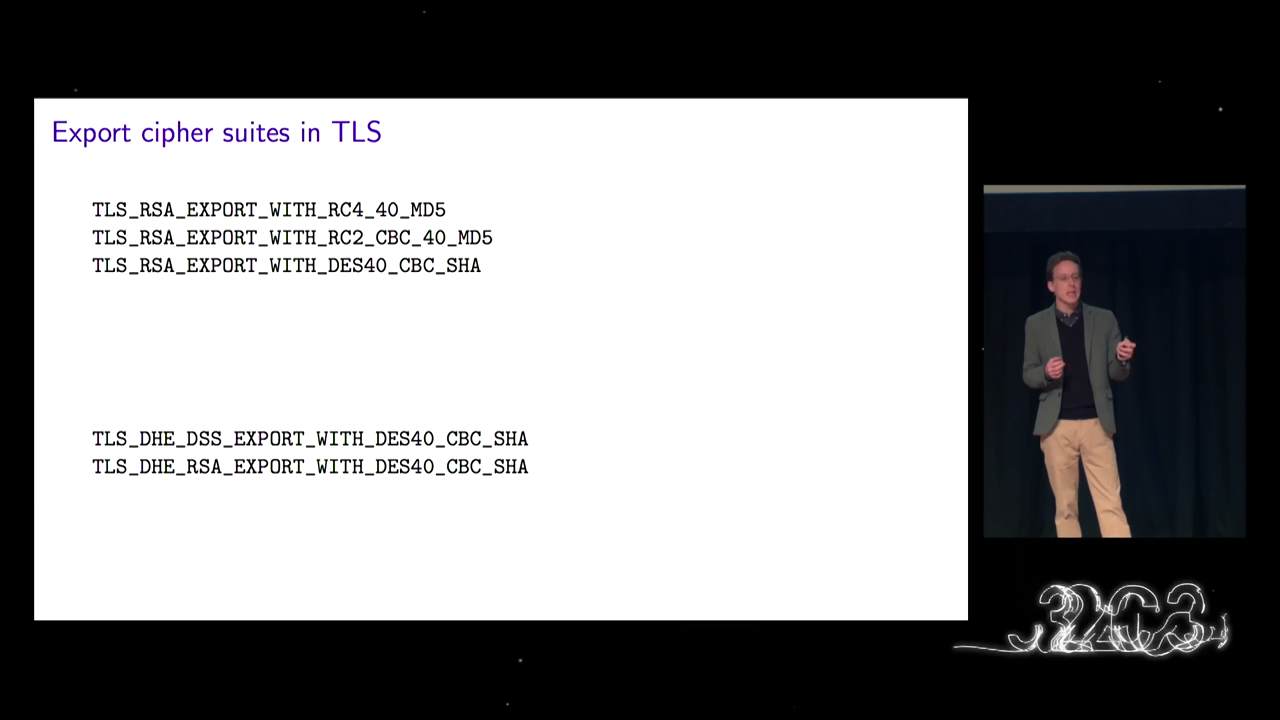 Export cipher suites in TLS
TLS_RSA_EXPORT_WITH_RC4_40_MD5
TLS_RSA_EXPORT_WITH_RC2_CBC_40_MD5
TLS_RSA_EXPORT_WITH_DES40_CBC_SHA
TLS_DHE_DSS_EXPORT_WITH_DES40_CBC_SHA
TLS_DHE_RSA_EXPORT_WITH_DES40_CBC_SHA
32C3